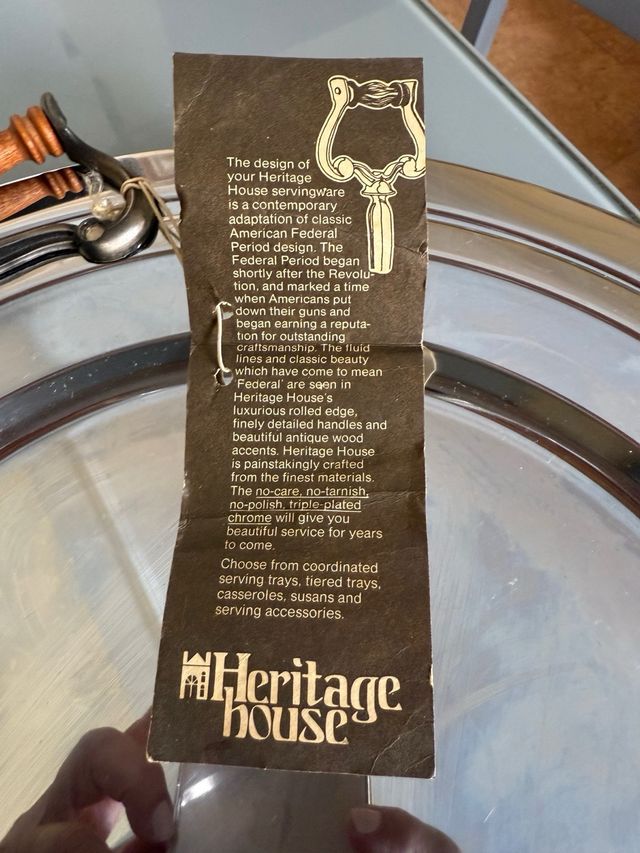 The design of
your Heritage
House servingware
is a contemporary
adaptation of classic
American Federal
Period design. The
Federal Period began
shortly after the Revolu-
tion, and marked a time
when Americans put
down their guns and
began earning a reputa-
tion for outstanding
craftsmanship. The fluid
lines and classic beauty
which have come to mean
'Federal' are seen in
Heritage House's
luxurious rolled edge,
finely detailed handles and
beautiful antique wood
accents. Heritage House
is painstakingly crafted
from the finest materials.
The no-care, no-tarnish,
no-polish, triple-plated
chrome will give you
beautiful service for years
to come.
Choose from coordinated
serving trays, tiered trays,
casseroles, susans and
serving accessories.
Heritage
house